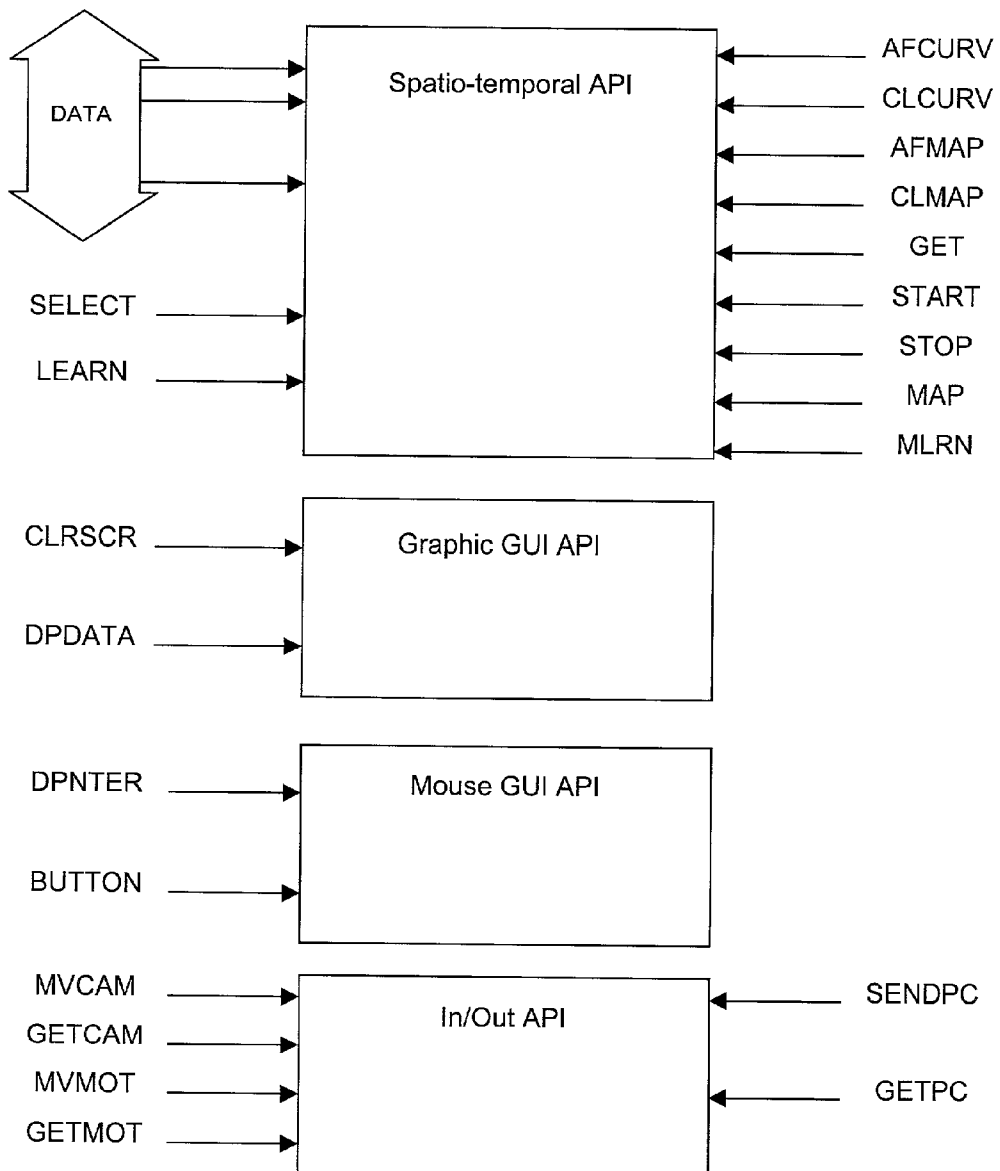 DATA
Spatio-temporal API
SELECT
LEARN
AFCURV
CLCURV
AFMAP
CLMAP
GET
START
STOP
MAP
MLRN
CLRSCR
DPDATA
Graphic GUI API
DPNTER
BUTTON
Mouse GUI API
MVCAM
GETCAM
MVMOT
GETMOT
In/Out API
SENDPC
GETPC